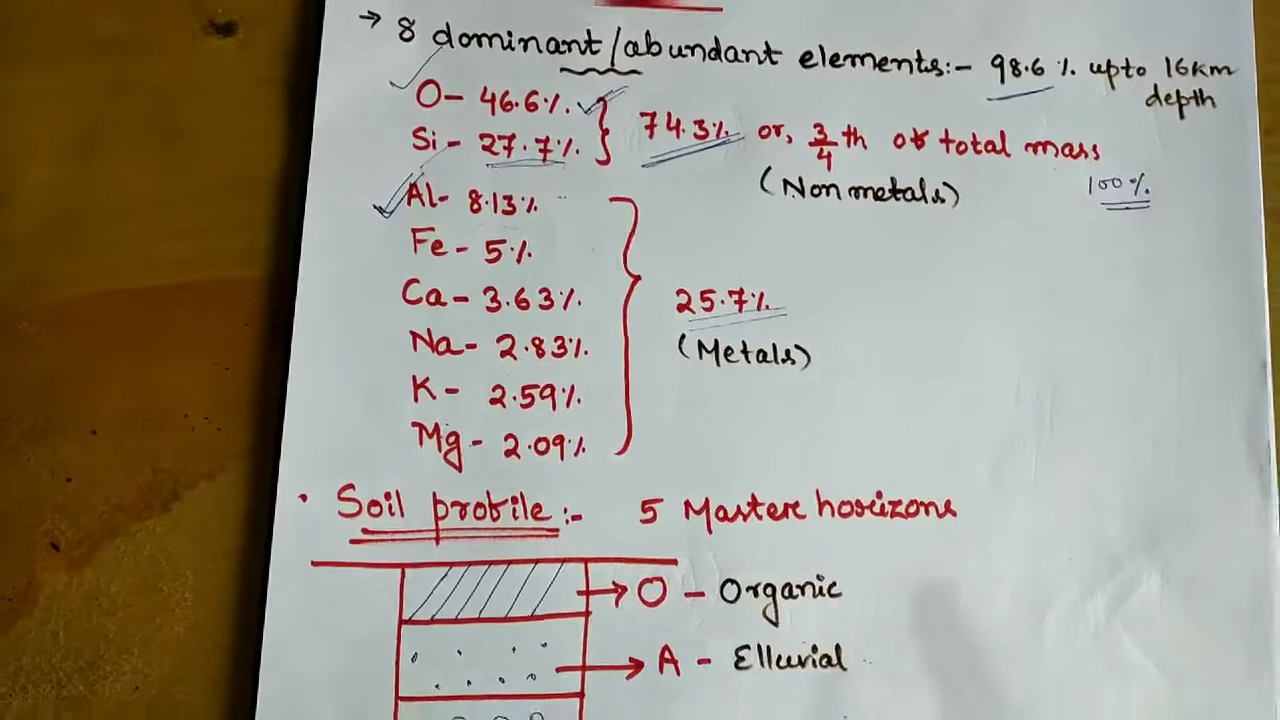 → 8 dominant/abundant elements:- 98.6% upto 16km depth
O- 46.6%.
Si- 27.7%.
74.3% or, 3/4 th of total mass
(Non metals)
100%
Al- 8.13%
Fe- 5%
Ca- 3.63%
Na- 2.83%
K- 2.59%
Mg- 2.09%
25.7%
(Metals)
• Soil profile:- 5 Master horizons
→ O - Organic
→ A - Elluvial